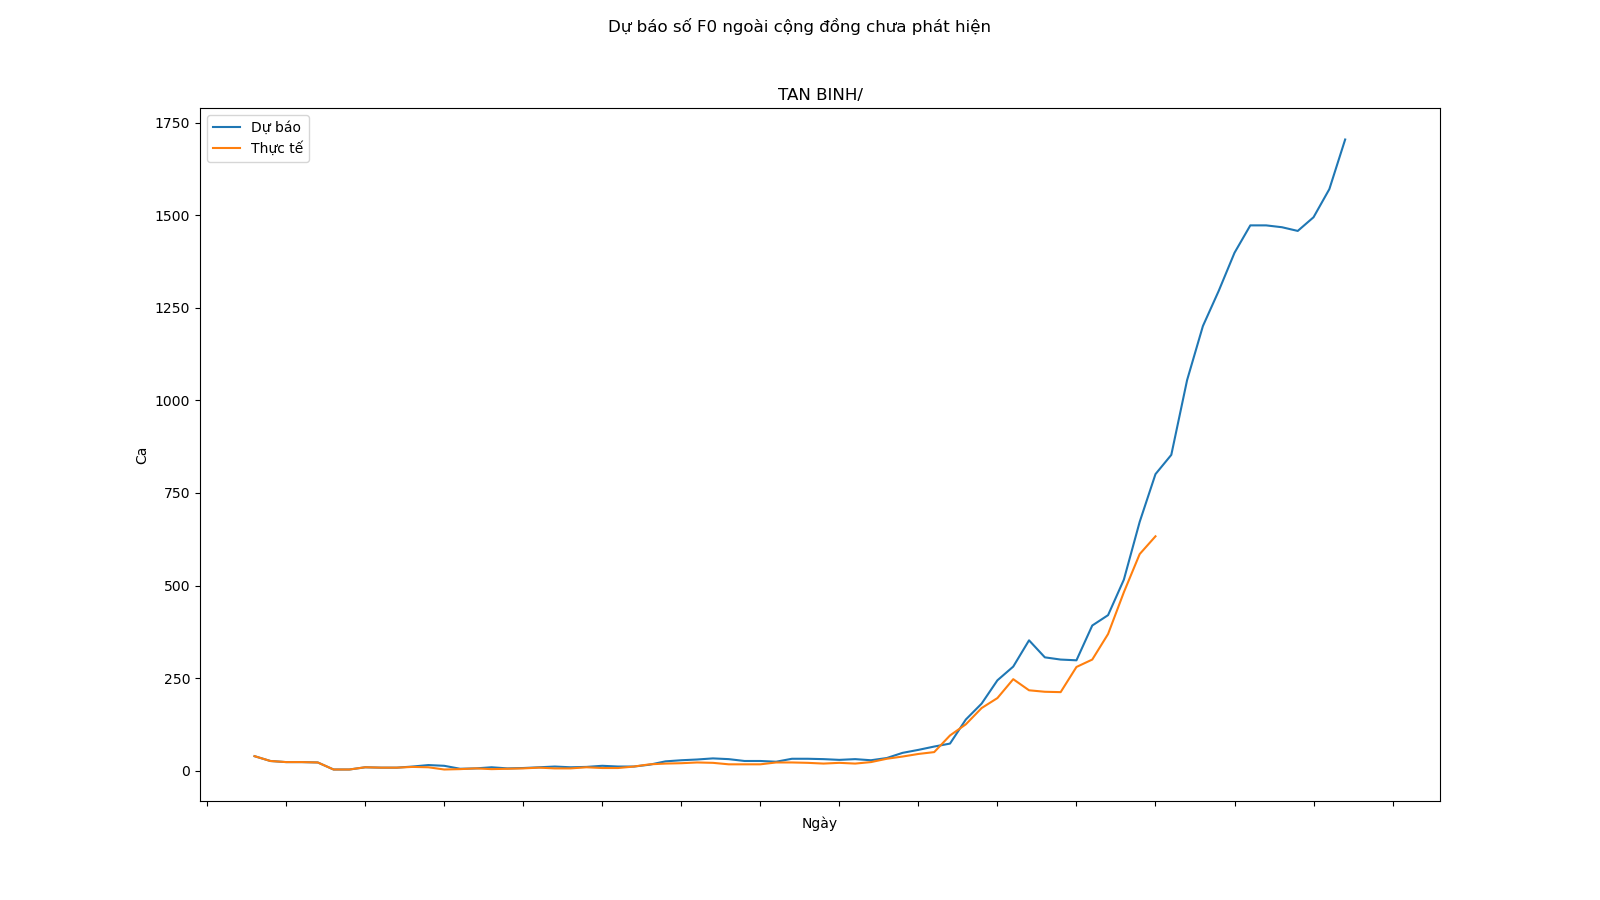 Dự báo số F0 ngoài cộng đồng chưa phát hiện
TAN BINH/
Dự báo
Thực tế
1750
1500
1250
1000
750
500
250
0
Ca
Ngày